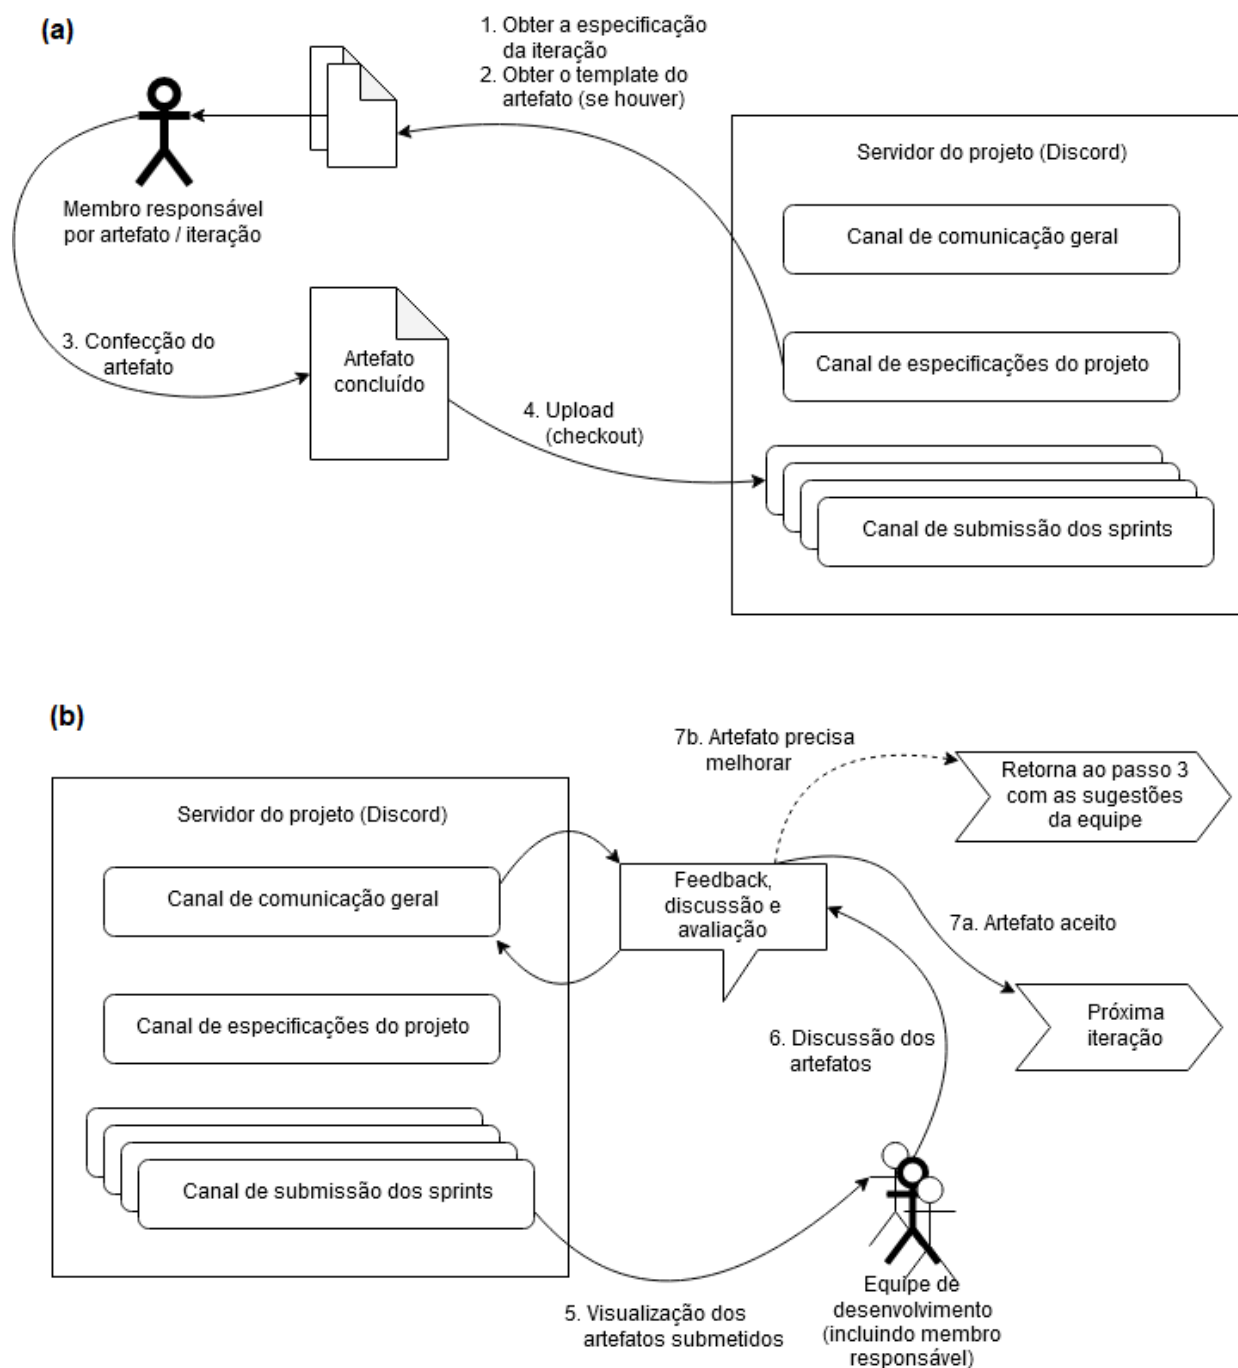 (a)
1. Obter a especificação
da iteração
2. Obter o template do
artefato (se houver)
Servidor do projeto (Discord)
Canal de comunicação geral
Canal de especificações do projeto
Canal de submissão dos sprints
Membro responsável
por artefato / iteração
3. Confecção do
artefato
Artefato
concluído
4. Upload
(checkout)
(b)
Servidor do projeto (Discord)
Canal de comunicação geral
Canal de especificações do projeto
Canal de submissão dos sprints
7b. Artefato precisa
melhorar
Retorna ao passo 3
com as sugestões
da equipe
Feedback,
discussão e
avaliação
7a. Artefato aceito
Próxima
iteração
6. Discussão dos
artefatos
5. Visualização dos
artefatos submetidos
Equipe de
desenvolvimento
(incluindo membro
responsável)